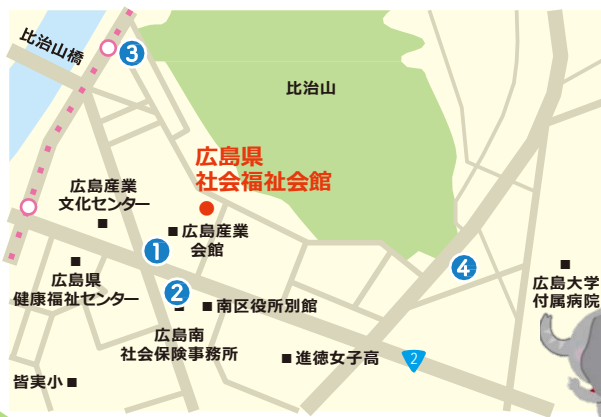 比治山橋
3
比治山
広島県
社会福祉会館
広島産業
文化センター
広島産業
会館
1
4
広島県
健康福祉センター
2
南区役所別館
広島大学
付属病院
広島南
社会保険事務所
進徳女子高
2
皆実小